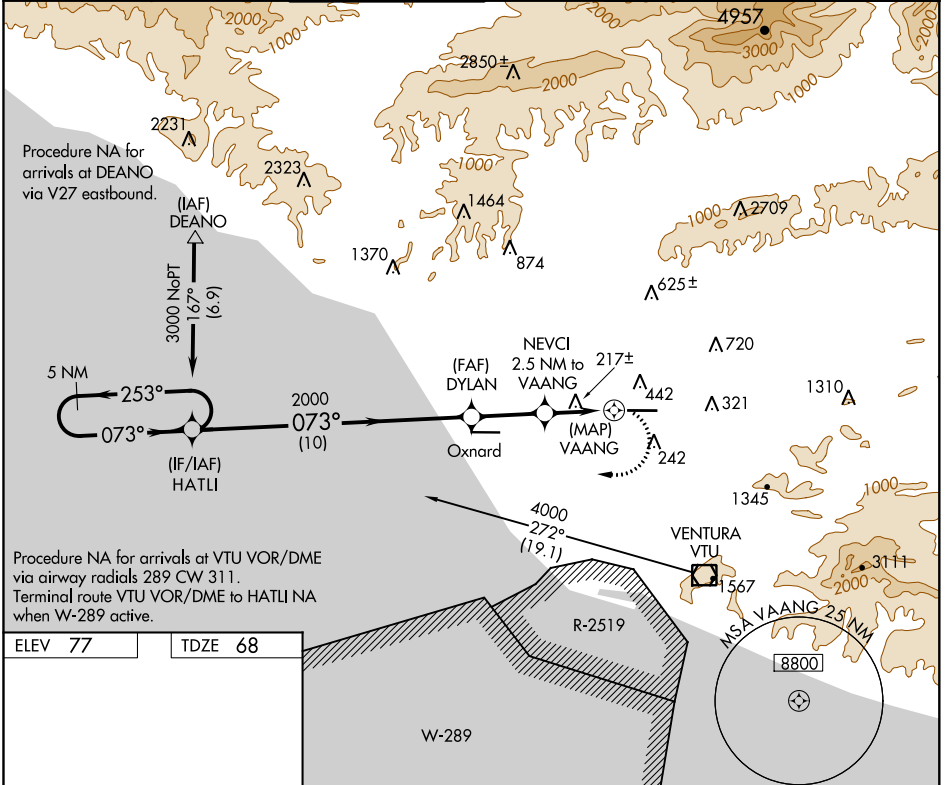 4957
2000
1000
3000
2850±
2000
1000
1000
2231
Procedure NA for
arrivals at DEANO
via V27 eastbound.
2323
1000
1464
1000
2709
(IAF)
DEANO
1370
874
3000 NoPT
167°
(6.9)
625±
720
5 NM
253°
073°
(IF/IAF)
HATLI
2000
073°
(10)
(FAF)
DYLAN
Oxnard
NEVCI
2.5 NM to
VAANG
217±
442
321
1310
(MAP)
VAANG
242
1345
1000
4000
272°
(19.1)
VENTURA
VTU
1567
3111
2000
Procedure NA for arrivals at VTU VOR/DME
via airway radials 289 CW 311.
Terminal route VTU VOR/DME to HATLI NA
when W-289 active.
R-2519
ELEV 77
TDZE 68
MSA VAANG 25 NM
8800
W-289